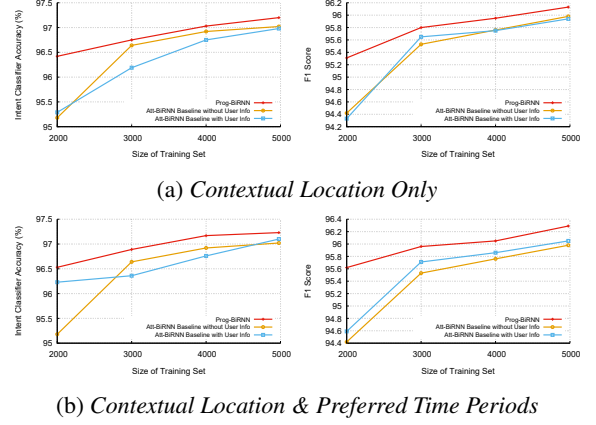 Intent Classifier Accuracy (%)
97.5
97
96.5
96
95.5
95
2000
3000
4000
5000
Size of Training Set
Prog-BiRNN
Att-BiRNN Baseline without User Info
Att-BiRNN Baseline with User Info
F1 Score
96.2
96
95.8
95.6
95.4
95.2
95
94.8
94.6
94.4
94.2
2000
3000
4000
5000
Size of Training Set
Prog-BiRNN
Att-BiRNN Baseline without User Info
Att-BiRNN Baseline with User Info
(a) Contextual Location Only
Intent Classifier Accuracy (%)
97.5
97
96.5
96
95.5
95
2000
3000
4000
5000
Size of Training Set
Prog-BiRNN
Att-BiRNN Baseline without User Info
Att-BiRNN Baseline with User Info
F1 Score
96.4
96.2
96
95.8
95.6
95.4
95.2
95
94.8
94.6
94.4
2000
3000
4000
5000
Size of Training Set
Prog-BiRNN
Att-BiRNN Baseline without User Info
Att-BiRNN Baseline with User Info
(b) Contextual Location & Preferred Time Periods